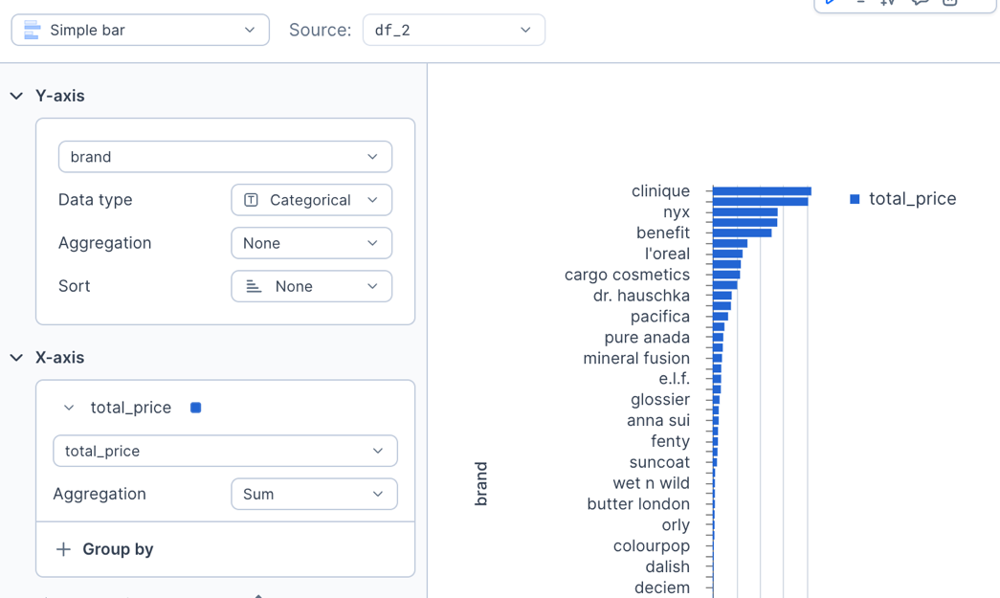 Simple bar
Source:
df_2
Y-axis
brand
Data type
Categorical
Aggregation
None
Sort
None
X-axis
total_price
total_price
Aggregation
Sum
Group by
clinique
nyx
benefit
l'oreal
cargo cosmetics
dr. hauschka
pacifica
pure anada
mineral fusion
e.l.f.
glossier
anna sui
fenty
suncoat
wet n wild
butter london
orly
colourpop
dalish
deciem
brand
total_price